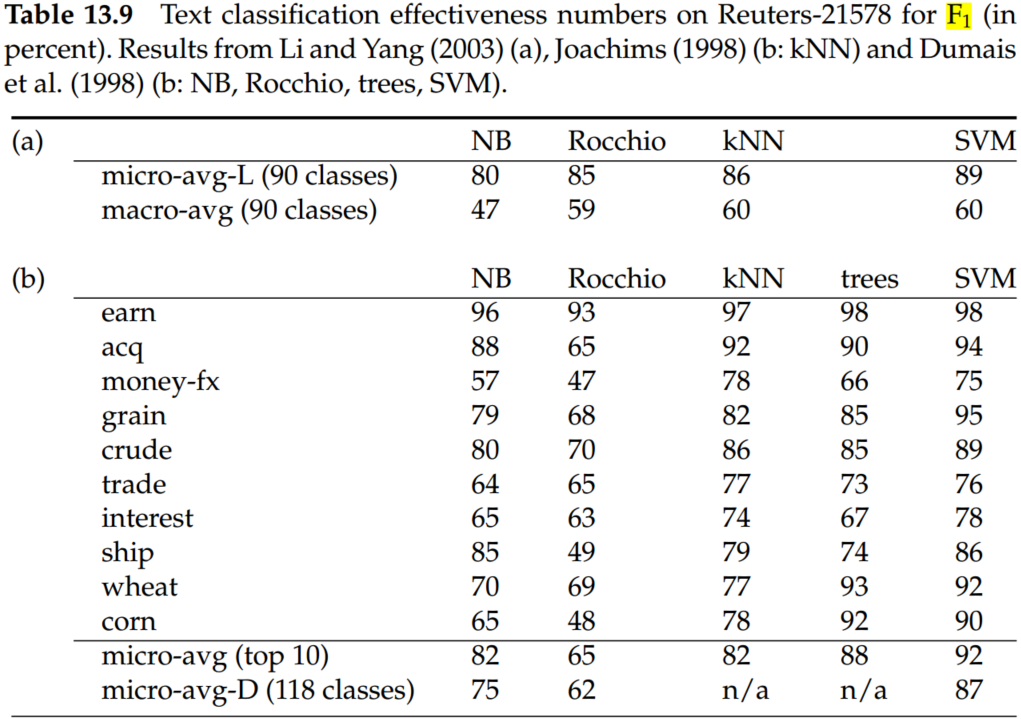 Table 13.9 Text classification effectiveness numbers on Reuters-21578 for F1 (in
percent). Results from Li and Yang (2003) (a), Joachims (1998) (b: kNN) and Dumais
et al. (1998) (b: NB, Rocchio, trees, SVM).
(a) NB Rocchio kNN SVM
micro-avg-L (90 classes) 80 85 86 89
macro-avg (90 classes) 47 59 60 60
(b) NB Rocchio kNN trees SVM
earn 96 93 97 98 98
acq 88 65 92 90 94
money-fx 57 47 78 66 75
grain 79 68 82 85 95
crude 80 70 86 85 89
trade 64 65 77 73 76
interest 65 63 74 67 78
ship 85 49 79 74 86
wheat 70 69 77 93 92
corn 65 48 78 92 90
micro-avg (top 10) 82 65 82 88 92
micro-avg-D (118 classes) 75 62 n/a n/a 87